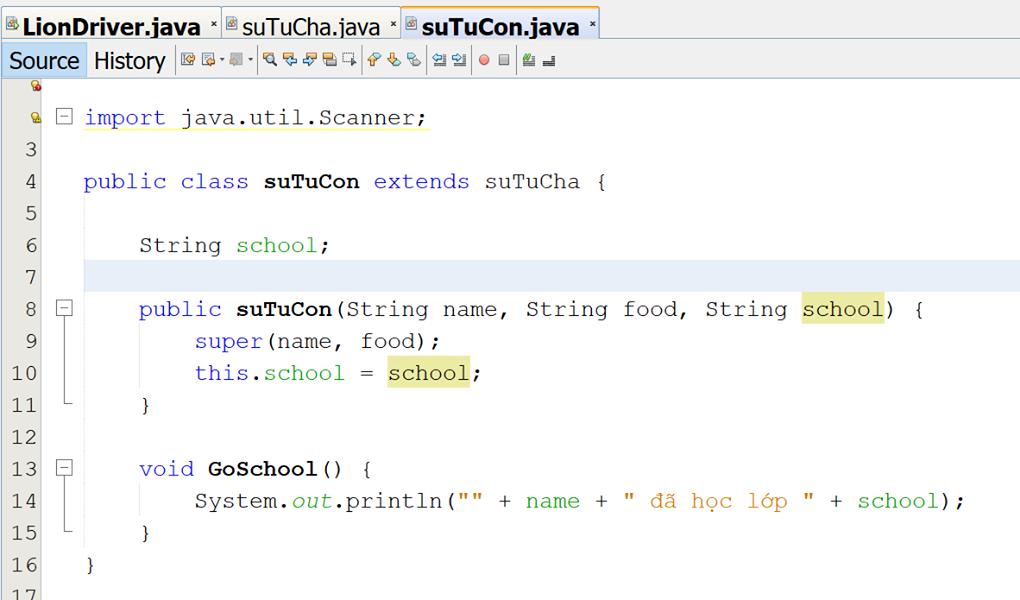 LionDriver.java × suTuCha.java × suTuCon.java ×
Source History
import java.util.Scanner;
3
4 public class suTuCon extends suTuCha {
5
6 String school;
7
8 public suTuCon(String name, String food, String school) {
9 super(name, food);
10 this.school = school;
11 }
12
13 void GoSchool() {
14 System.out.println("" + name + " đã học lớp " + school);
15 }
16 }
17